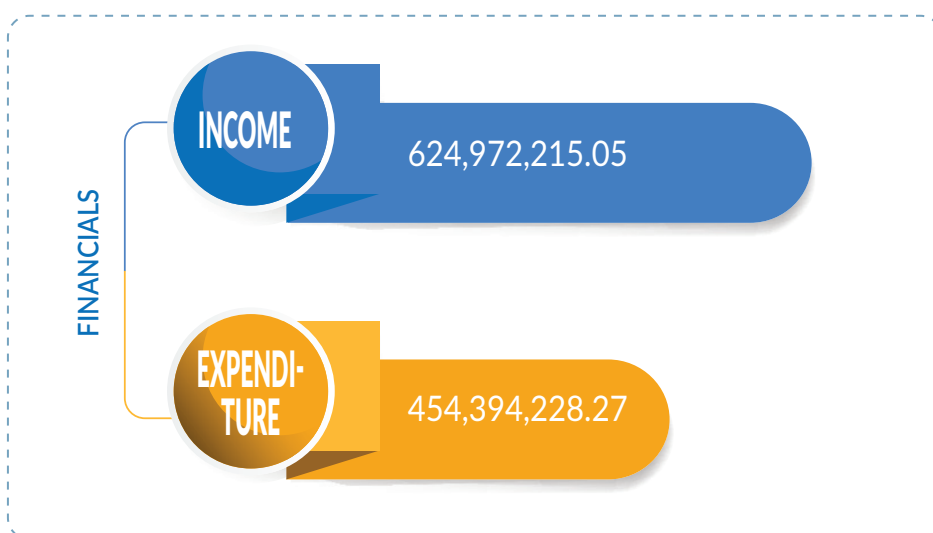 FINANCIALS
INCOME
624,972,215.05
EXPENDI-
TURE
454,394,228.27